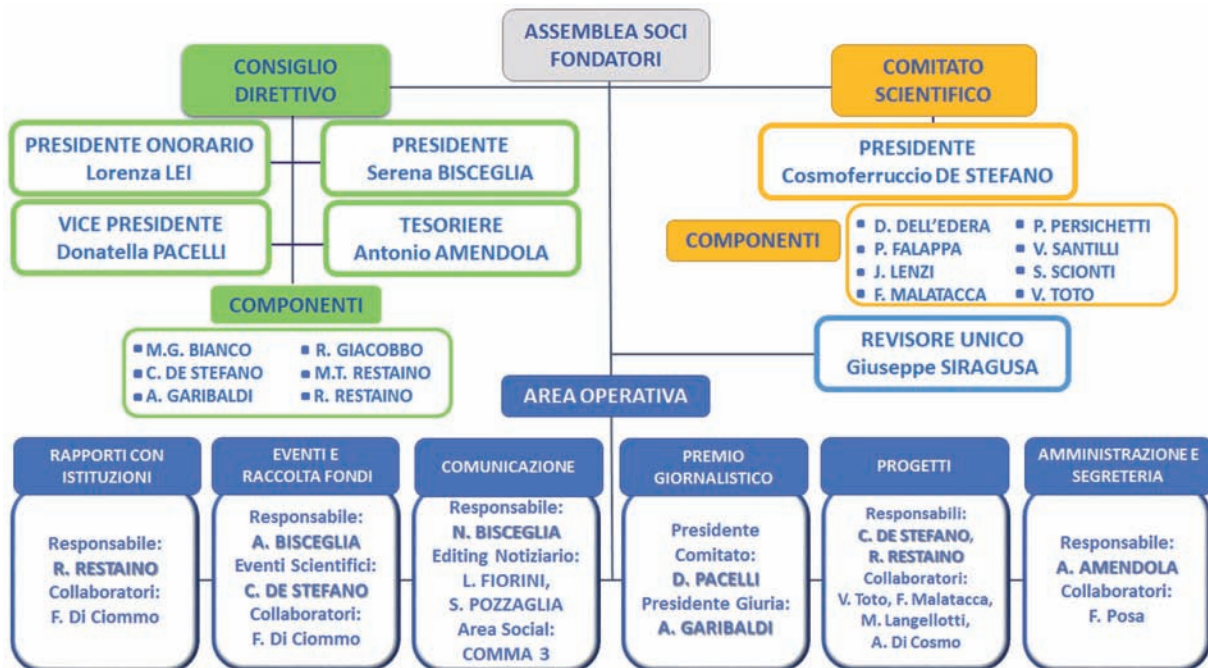 ASSEMBLEA SOCI
FONDATORI
CONSIGLIO
DIRETTIVO
COMITATO
SCIENTIFICO
PRESIDENTE ONORARIO
Lorenza LEI
PRESIDENTE
Serena BISCEGLIA
VICE PRESIDENTE
Donatella PACELLI
TESORIERE
Antonio AMENDOLA
COMPONENTI
M.G. BIANCO
C. DE STEFANO
A. GARIBALDI
R. GIACOBBO
M.T. RESTAINO
R. RESTAINO
PRESIDENTE
Cosmoferruccio DE STEFANO
COMPONENTI
D. DELL'EDERA
P. FALAPPA
J. LENZI
F. MALATACCA
P. PERSICHETTI
V. SANTILLI
S. SCIONTI
V. TOTO
REVISORE UNICO
Giuseppe SIRAGUSA
AREA OPERATIVA
RAPPORTI CON
ISTITUZIONI
Responsabile:
R. RESTAINO
Collaboratori:
F. Di Ciommo
EVENTI E
RACCOLTA FONDI
Responsabile:
A. BISCEGLIA
Eventi Scientifici:
C. DE STEFANO
Collaboratori:
F. Di Ciommo
COMUNICAZIONE
Responsabile:
N. BISCEGLIA
Editing Notiziario:
L. FIORINI,
S. POZZAGLIA
Area Social:
COMMA 3
PREMIO
GIORNALISTICO
Presidente
Comitato:
D. PACELLI
Presidente Giuria:
A. GARIBALDI
PROGETTI
Responsabili:
C. DE STEFANO,
R. RESTAINO
Collaboratori:
V. Toto, F. Malatacca,
M. Langellotti,
A. Di Cosmo
AMMINISTRAZIONE E
SEGRETERIA
Responsabile:
A. AMENDOLA
Collaboratori:
F. Posa